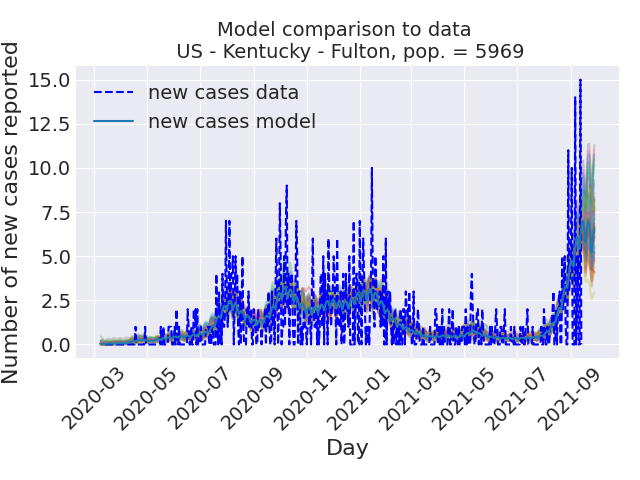 Model comparison to data
US - Kentucky - Fulton, pop. = 5969
Number of new cases reported
15.0
12.5
10.0
7.5
5.0
2.5
0.0
new cases data
new cases model
2020-03
2020-05
2020-07
2020-09
2020-11
2021-01
2021-03
2021-05
2021-07
2021-09
Day